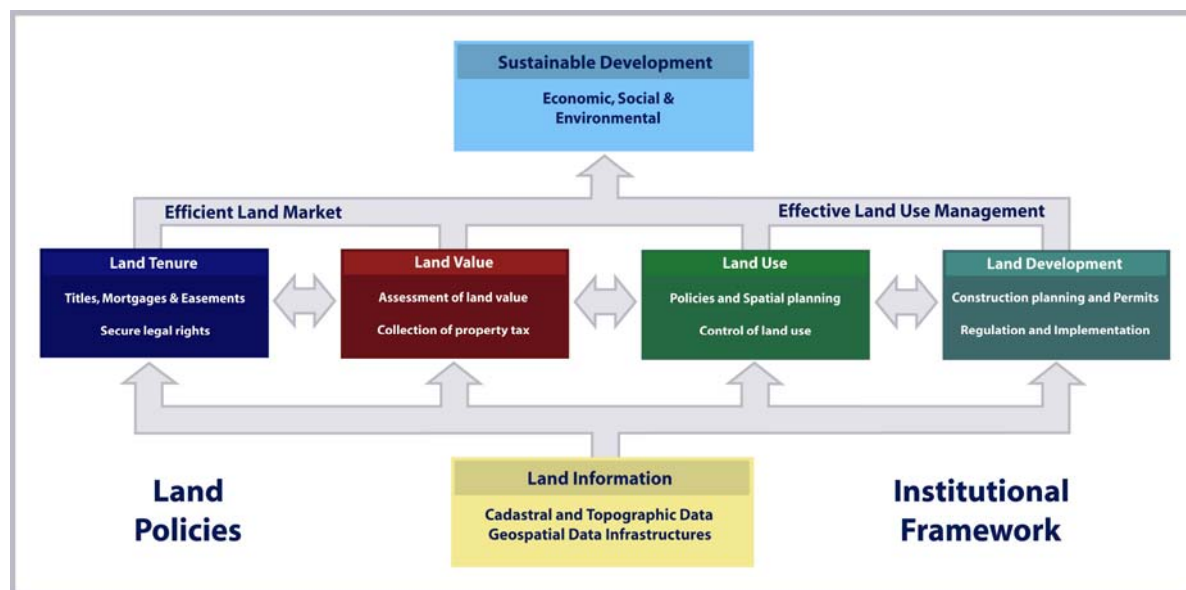 Sustainable Development
Economic, Social &
Environmental
Efficient Land Market
Effective Land Use Management
Land Tenure
Titles, Mortgages & Easements
Secure legal rights
Land Value
Assessment of land value
Collection of property tax
Land Use
Policies and Spatial planning
Control of land use
Land Development
Construction planning and Permits
Regulation and Implementation
Land
Policies
Land Information
Cadastral and Topographic Data
Geospatial Data Infrastructures
Institutional
Framework